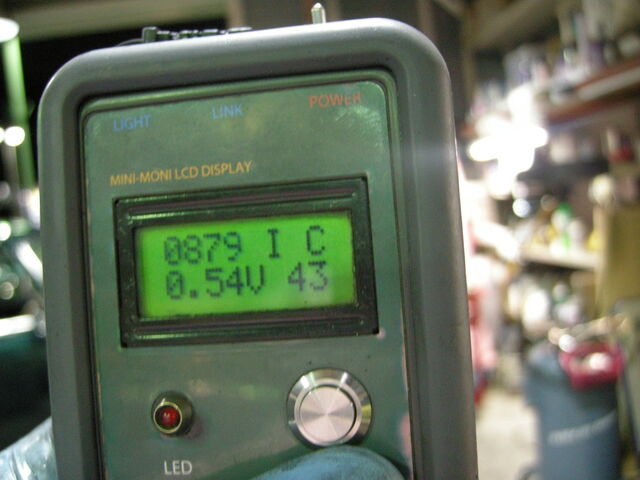 LIGHT LINK POWER
MINI-MONI LCD DISPLAY
0879 I C
0.54V 43
LED